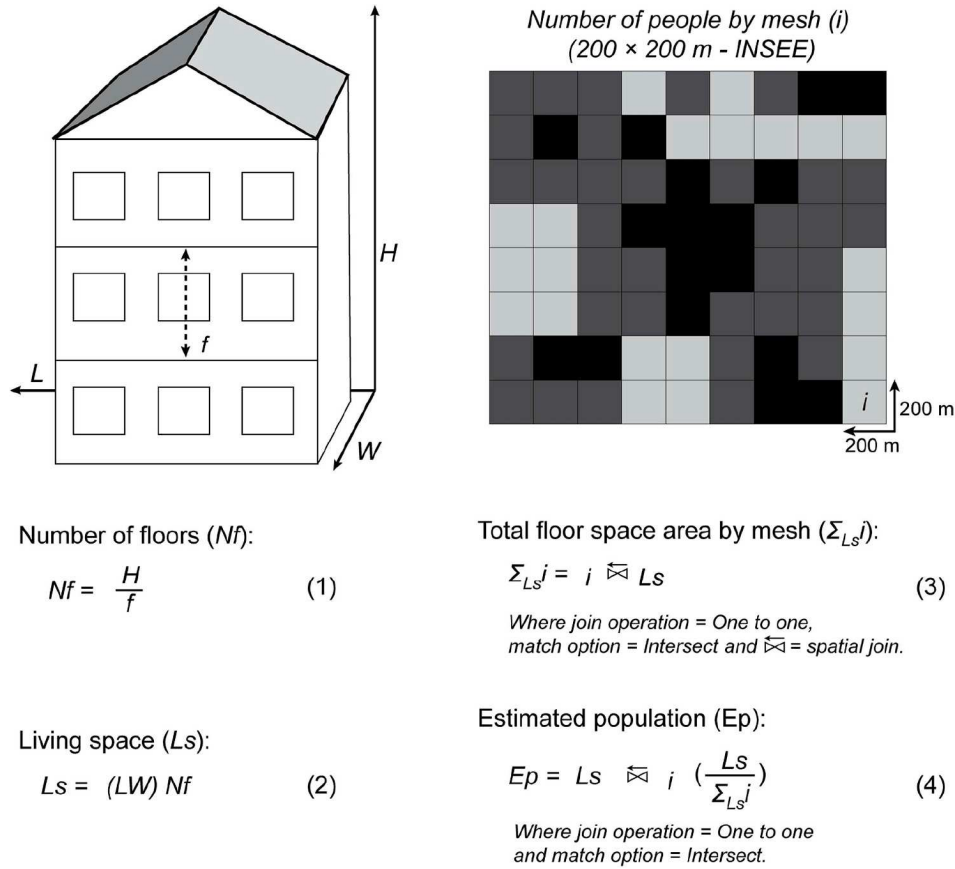 Number of people by mesh (i)
(200 × 200 m - INSEE)
H
f
L
W
i
200 m
200 m
Number of floors (Nf):
Nf = H/f (1)
Living space (Ls):
Ls = (LW) Nf (2)
Total floor space area by mesh (Σ_Ls i):
Σ_Ls i = i ⋈ Ls (3)
Where join operation = One to one,
match option = Intersect and ⋈ = spatial join.
Estimated population (Ep):
Ep = Ls ⋈ i (Ls/Σ_Ls i) (4)
Where join operation = One to one
and match option = Intersect.